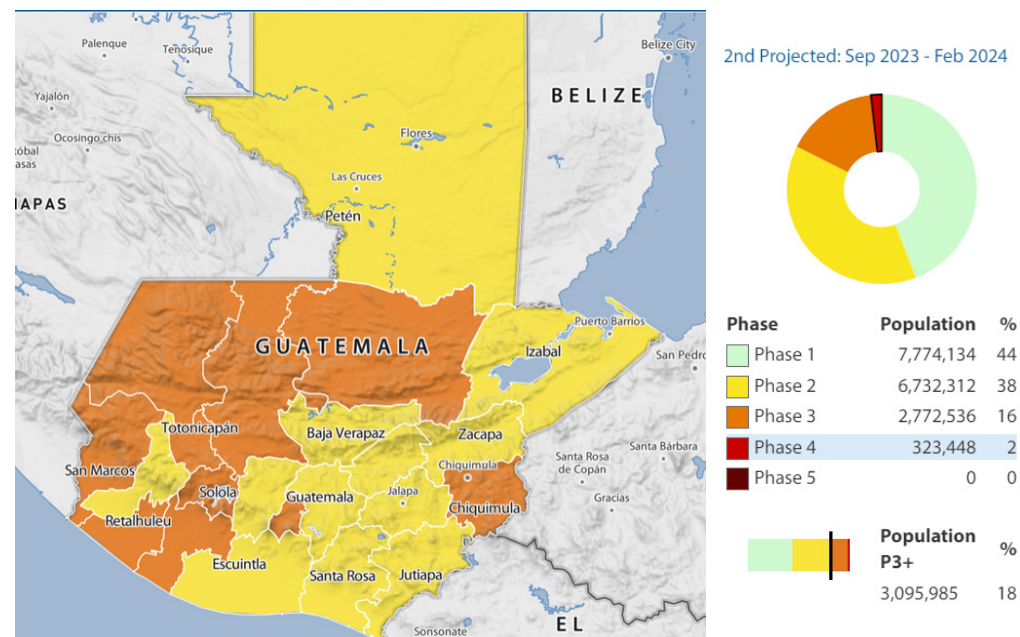 Palenque
Tenosique
Belize City
Yajalón
BELIZE
Ocosingo chis
Flores
tóbal
asas
Las Cruces
IAPAS
Petén
Puerto Barrios
GUATEMALA
Izabal
San Pedro
Totonicapán
Baja Verapaz
Zacapa
Santa Bárbara
San Marcos
Chiquimula
Santa Rosa
de Copán
Solola
Guatemala
Jalapa
Gracias
Retalhuleu
Chiquimula
Escuintla
Santa Rosa
Jutiapa
Sonsonate
EL
2nd Projected: Sep 2023 - Feb 2024
Phase Population %
Phase 1 7,774,134 44
Phase 2 6,732,312 38
Phase 3 2,772,536 16
Phase 4 323,448 2
Phase 5 0 0
Population
P3+ %
3,095,985 18